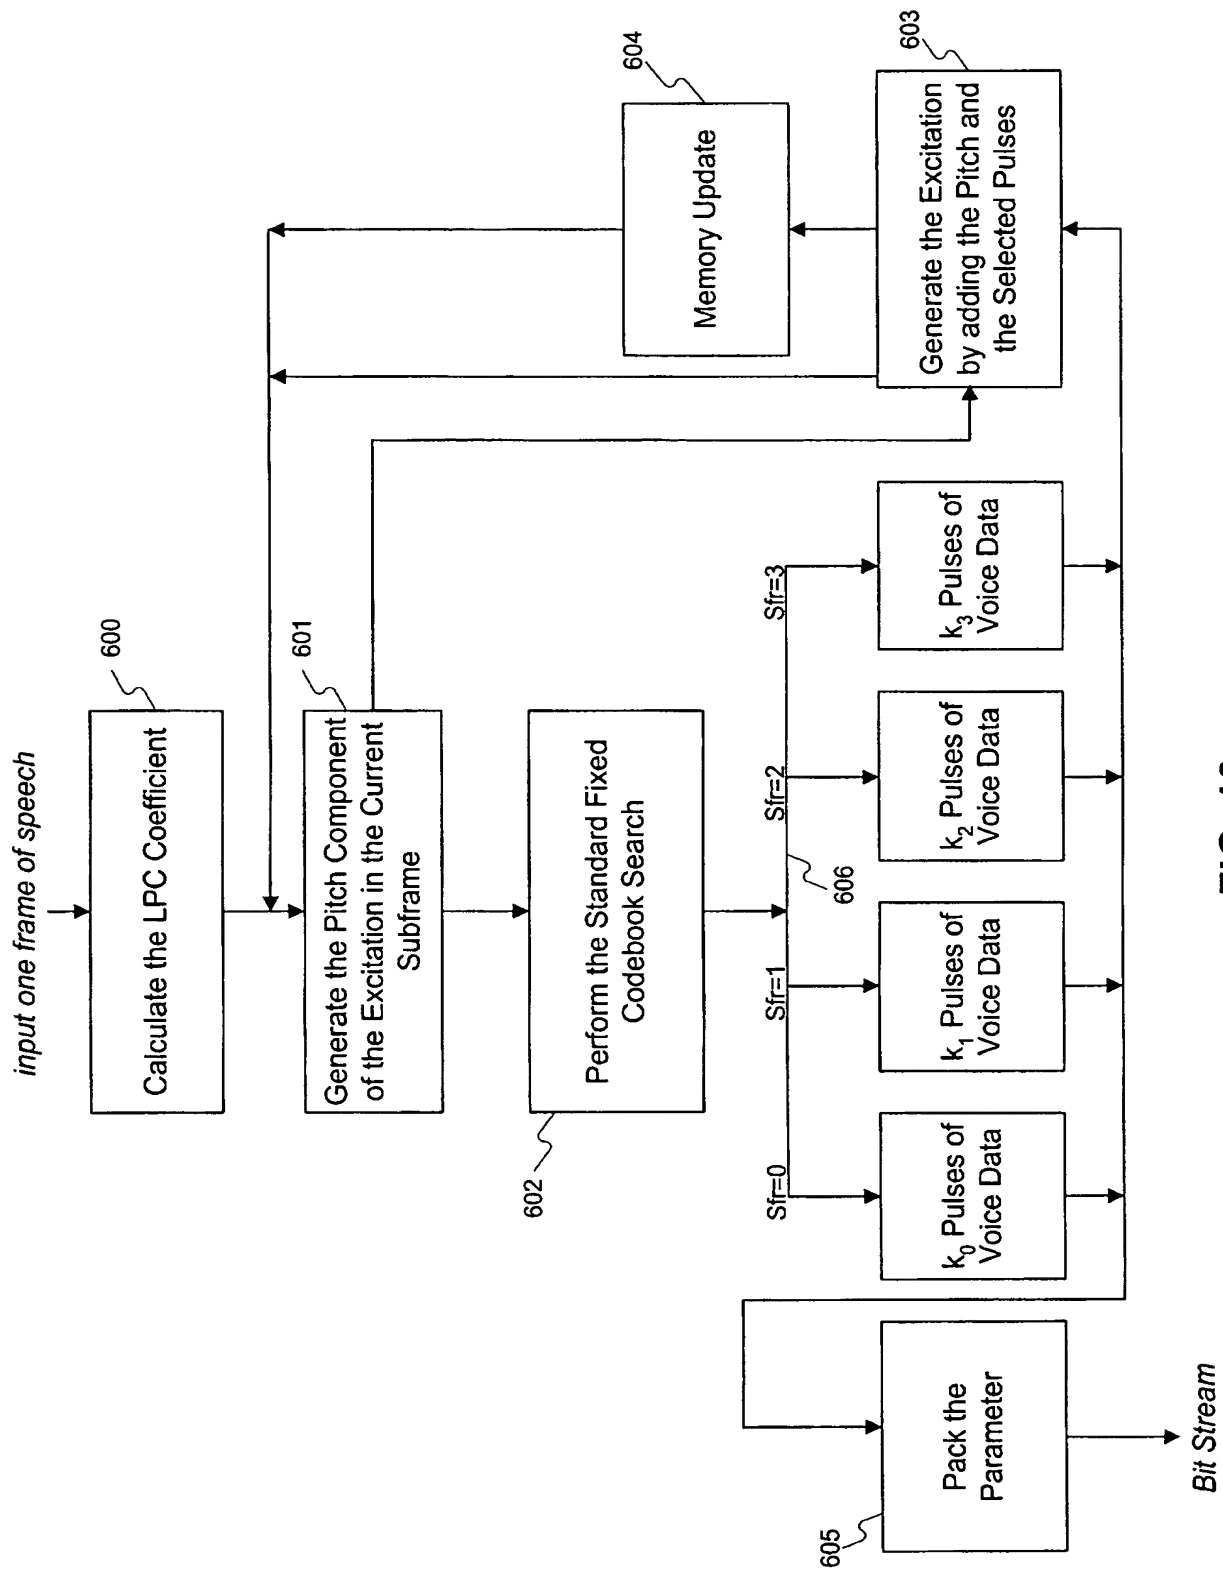 input one frame of speech
600
Calculate the LPC Coefficient
601
Generate the Pitch Component
of the Excitation in the Current
Subframe
602
Perform the Standard Fixed
Codebook Search
604
Memory Update
603
Generate the Excitation
by adding the Pitch and
the Selected Pulses
Sfr=0
Sfr=1
606
Sfr=2
Sfr=3
k0 Pulses of
Voice Data
k1 Pulses of
Voice Data
k2 Pulses of
Voice Data
k3 Pulses of
Voice Data
605
Pack the
Parameter
Bit Stream